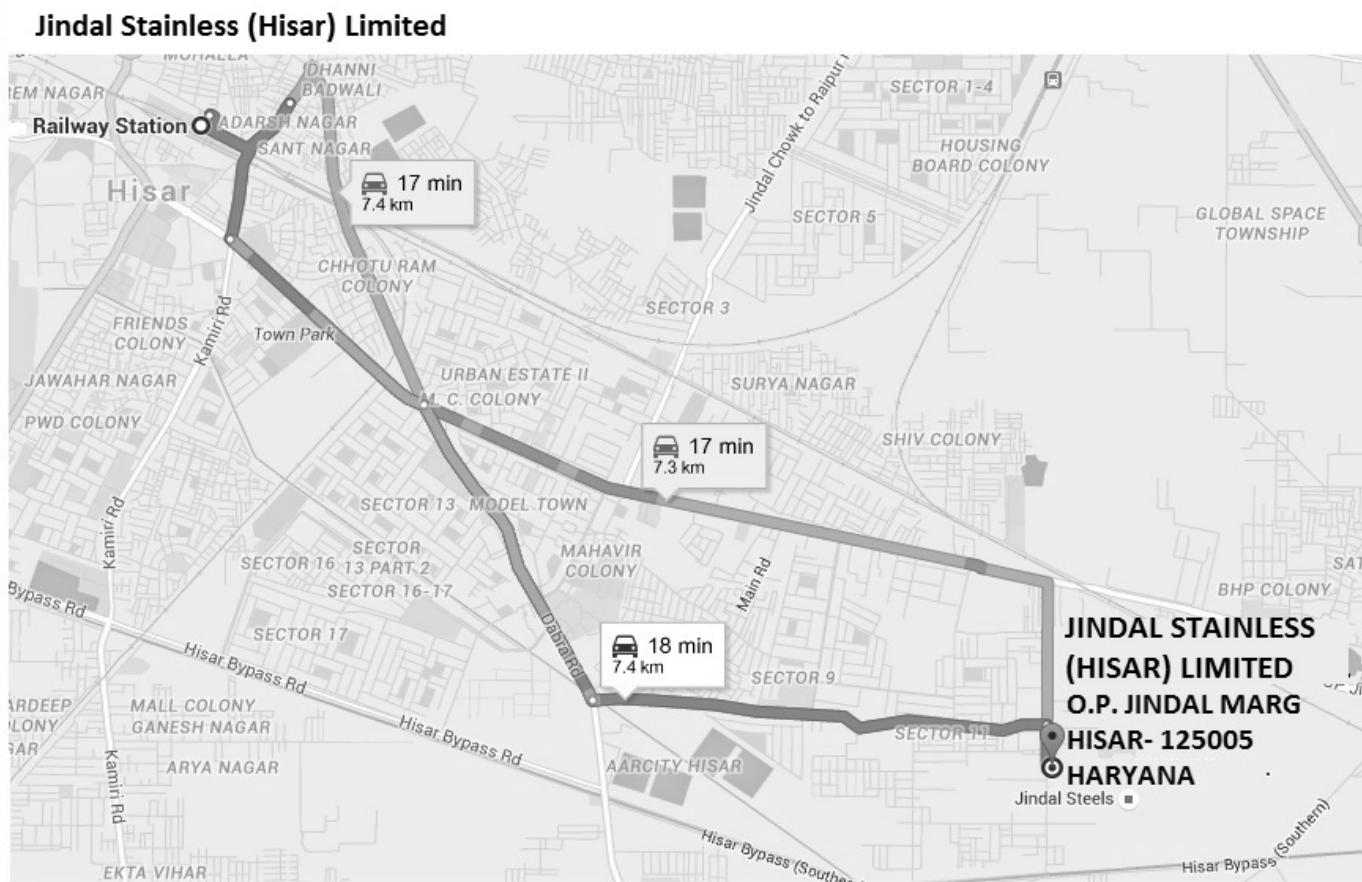 Jindal Stainless (Hisar) Limited
MOHALLA
DHANNI
BADWALI
REM NAGAR
Railway Station
ADARSH NAGAR
SANT NAGAR
Hisar
17 min
7.4 km
Jindal Chowk to Raipur
SECTOR 1-4
HOUSING
BOARD COLONY
SECTOR 5
GLOBAL SPACE
TOWNSHIP
CHHOTU RAM
COLONY
SECTOR 3
FRIENDS
COLONY
Kamiri Rd
Town Park
JAWAHAR NAGAR
URBAN ESTATE II
M. C. COLONY
SURYA NAGAR
PWD COLONY
17 min
7.3 km
SHIV COLONY
SECTOR 13
MODEL TOWN
Kamiri Rd
SECTOR 16
SECTOR
13 PART 2
SECTOR 16-17
MAHAVIR
COLONY
Main Rd
SAT
BHP COLONY
Bypass Rd
SECTOR 17
Hisar Bypass Rd
Dabra Rd
18 min
7.4 km
JINDAL STAINLESS
(HISAR) LIMITED
O.P. JINDAL MARG
HISAR- 125005
HARYANA
SECTOR 9
SECTOR 11
ARDEEP
OLONY
GAR
MALL COLONY
GANESH NAGAR
Hisar Bypass Rd
ARYA NAGAR
Kamiri Rd
AARCITY HISAR
Jindal Steels
Hisar Bypass (Southern)
Hisar Bypass (Southern)
EKTA VIHAR